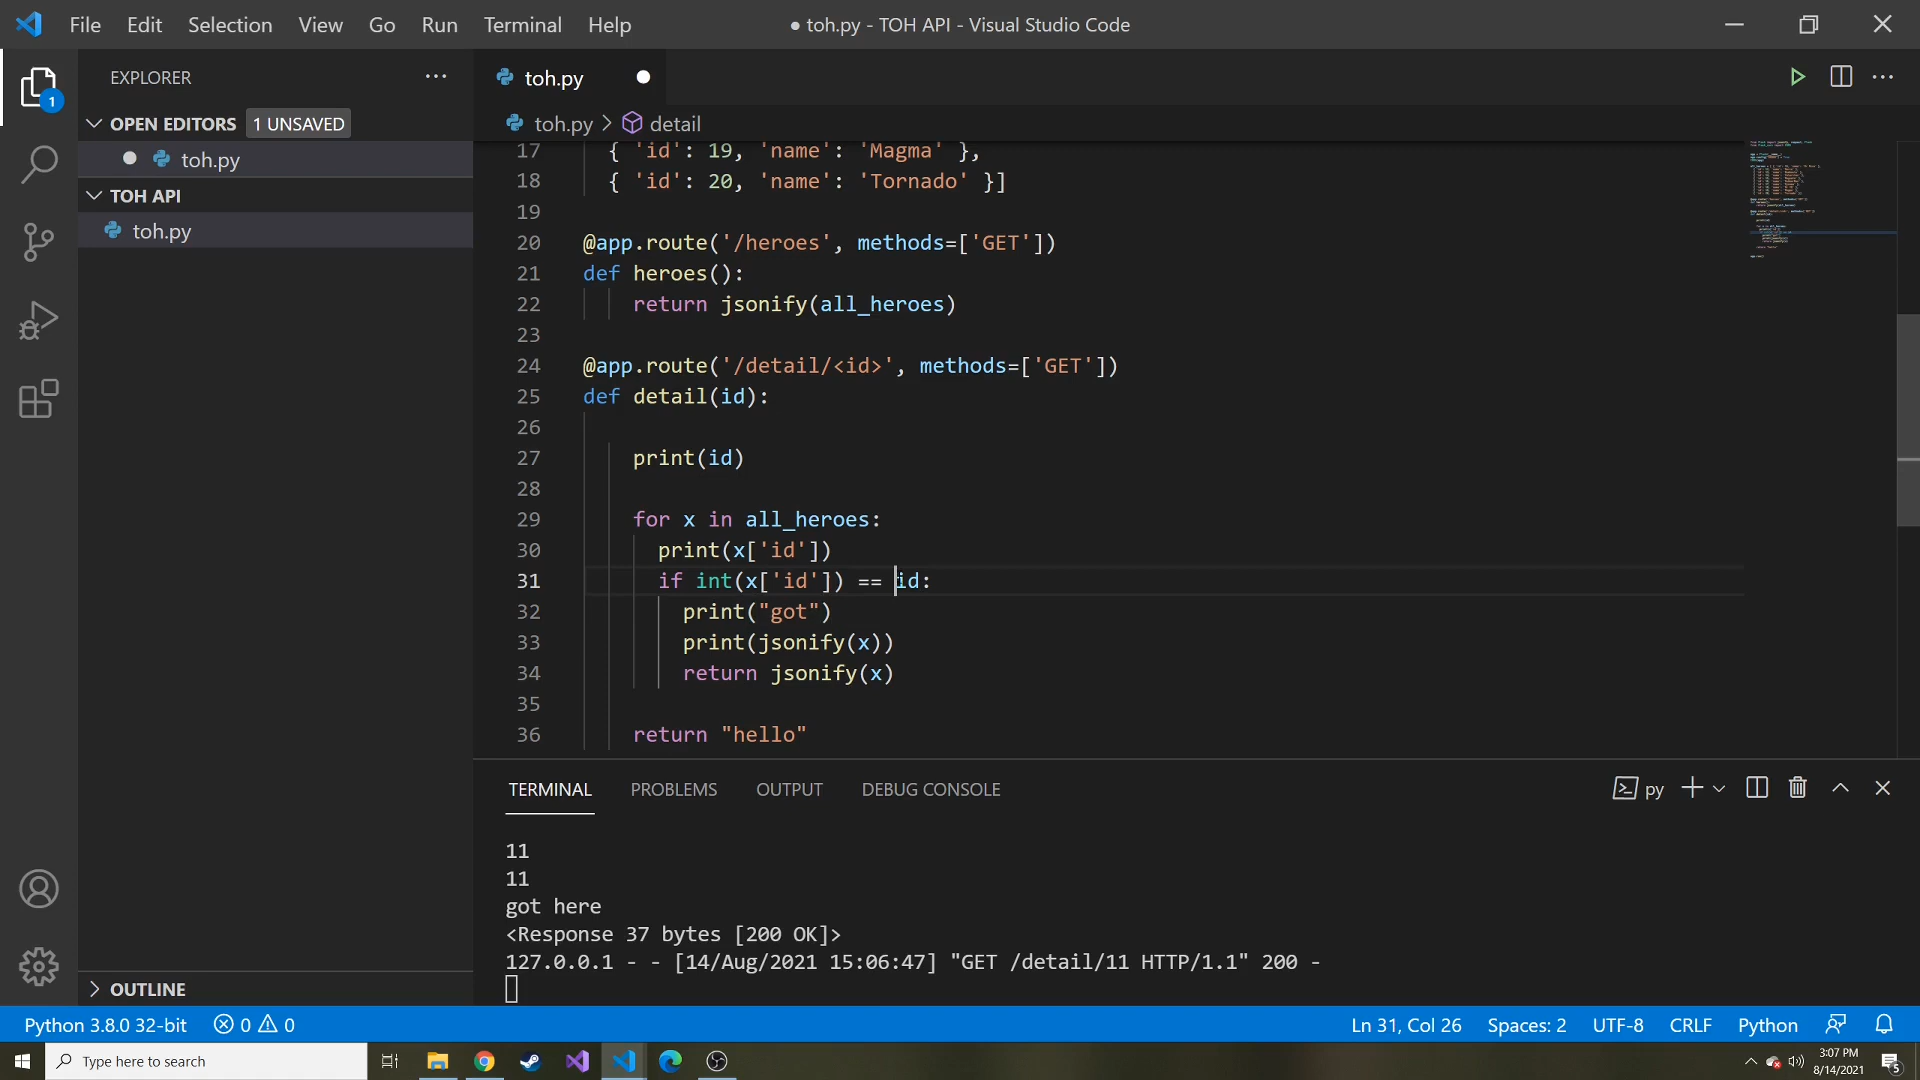 File Edit Selection View Go Run Terminal Help
● toh.py - TOH API - Visual Studio Code
EXPLORER
1
OPEN EDITORS 1 UNSAVED
toh.py
TOH API
toh.py
OUTLINE
toh.py
toh.py > detail
17 { 'id': 19, 'name': 'Magma' },
18 { 'id': 20, 'name': 'Tornado' }]
19
20 @app.route('/heroes', methods=['GET'])
21 def heroes():
22 return jsonify(all_heroes)
23
24 @app.route('/detail/<id>', methods=['GET'])
25 def detail(id):
26
27 print(id)
28
29 for x in all_heroes:
30 print(x['id'])
31 if int(x['id']) == id:
32 print("got")
33 print(jsonify(x))
34 return jsonify(x)
35
36 return "hello"
TERMINAL PROBLEMS OUTPUT DEBUG CONSOLE
py
11
11
got here
<Response 37 bytes [200 OK]>
127.0.0.1 - - [14/Aug/2021 15:06:47] "GET /detail/11 HTTP/1.1" 200 -
Python 3.8.0 32-bit 0 0
Ln 31, Col 26 Spaces: 2 UTF-8 CRLF Python
Type here to search
3:07 PM
8/14/2021
5